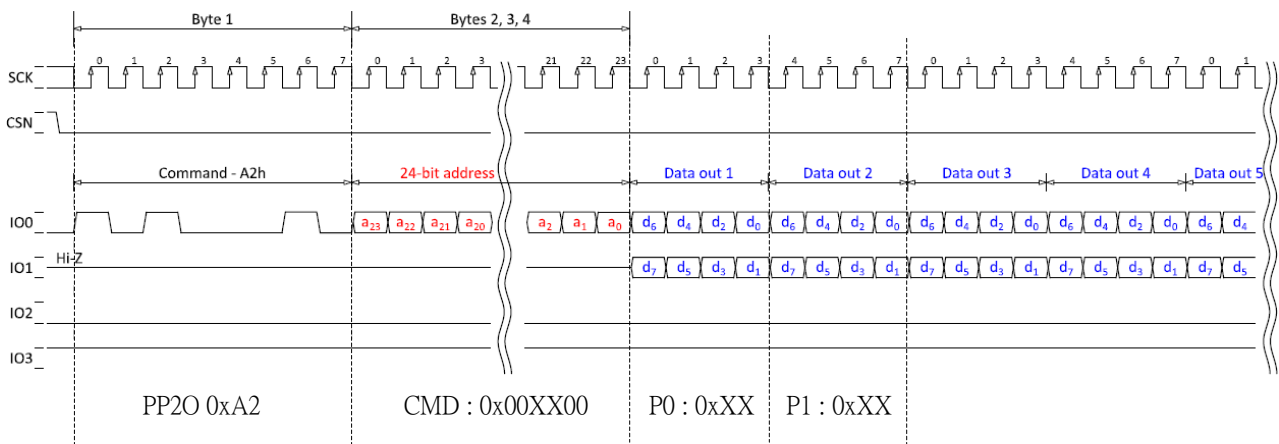 Byte 1 Bytes 2, 3, 4
0 1 2 3 4 5 6 7 0 1 2 3 21 22 23 0 1 2 3 4 5 6 7 0 1 2 3 4 5 6 7 0 1
SCK
CSN
Command - A2h 24-bit address Data out 1 Data out 2 Data out 3 Data out 4 Data out 5
IO0 a23 a22 a21 a20 a2 a1 a0 d6 d4 d2 d0 d6 d4 d2 d0 d6 d4 d2 d0 d6 d4 d2 d0 d6 d4
IO1 Hi-Z d7 d5 d3 d1 d7 d5 d3 d1 d7 d5 d3 d1 d7 d5 d3 d1 d7 d5
IO2
IO3
PP2O 0xA2 CMD : 0x00XX00 P0 : 0xXX P1 : 0xXX